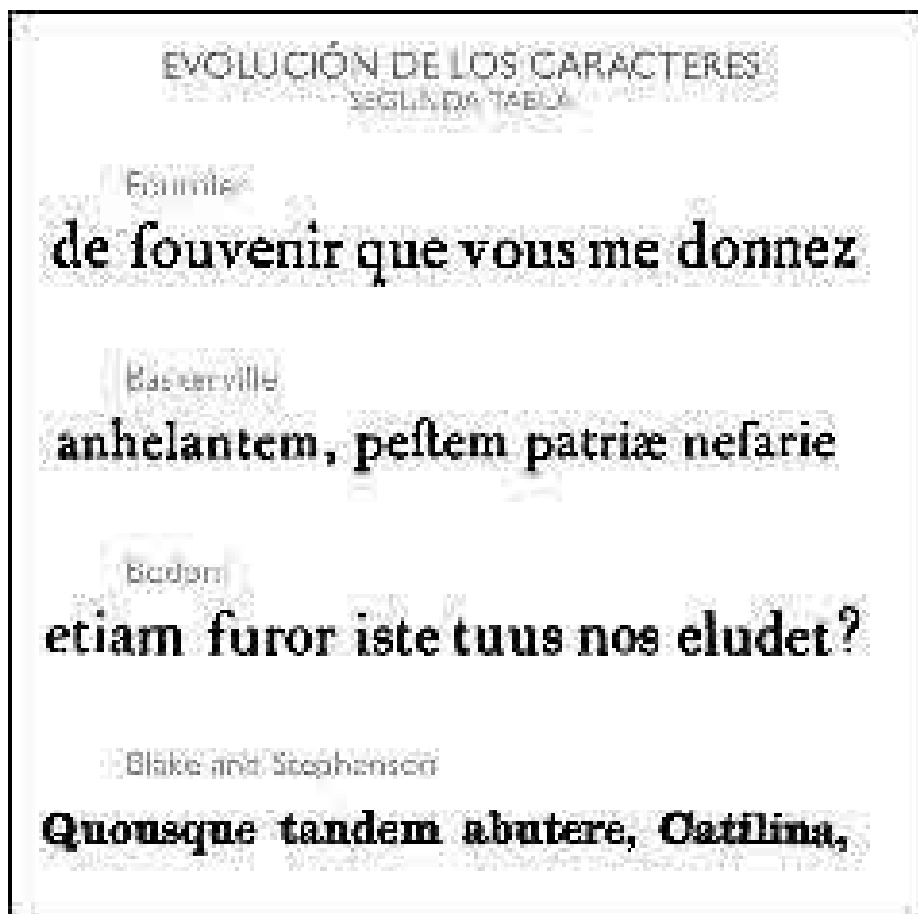 EVOLUCIÓN DE LOS CARACTERES
SEGUNDA TABLA
Fournier
de ſouvenir que vous me donnez
Baskerville
anhelantem, peſtem patriæ nefarie
Bodoni
etiam furor iste tuus nos eludet?
Blake and Stephenson
Quousque tandem abutere, Catilina,